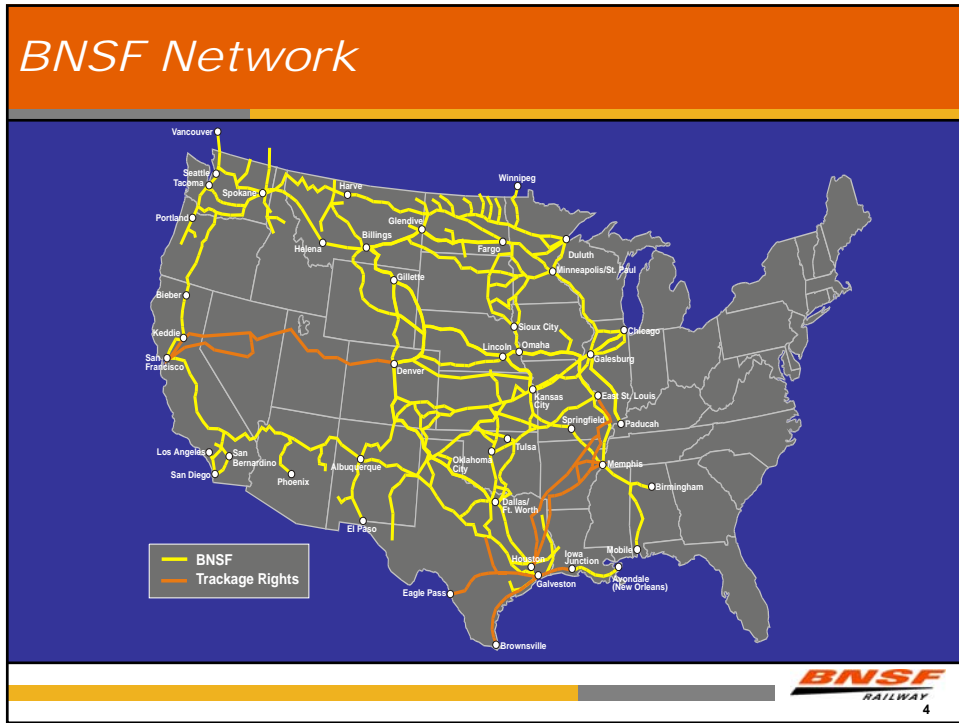 BNSF Network
Vancouver
Seattle
Tacoma
Spokane
Harve
Winnipeg
Portland
Glendive
Billings
Helena
Fargo
Duluth
Minneapolis/St. Paul
Gillette
Bieber
Keddie
Sioux City
Chicago
Lincoln
Omaha
Galesburg
San
Francisco
Denver
Kansas
City
East St. Louis
Springfield
Paducah
Los Angeles
San
Bernardino
Albuquerque
Oklahoma
City
Tulsa
Memphis
San Diego
Phoenix
Birmingham
Dallas/
Ft. Worth
El Paso
Houston
Iowa
Junction
Mobile
BNSF
Trackage Rights
Galveston
Avondale
(New Orleans)
Eagle Pass
Brownsville
BNSF
RAILWAY
4